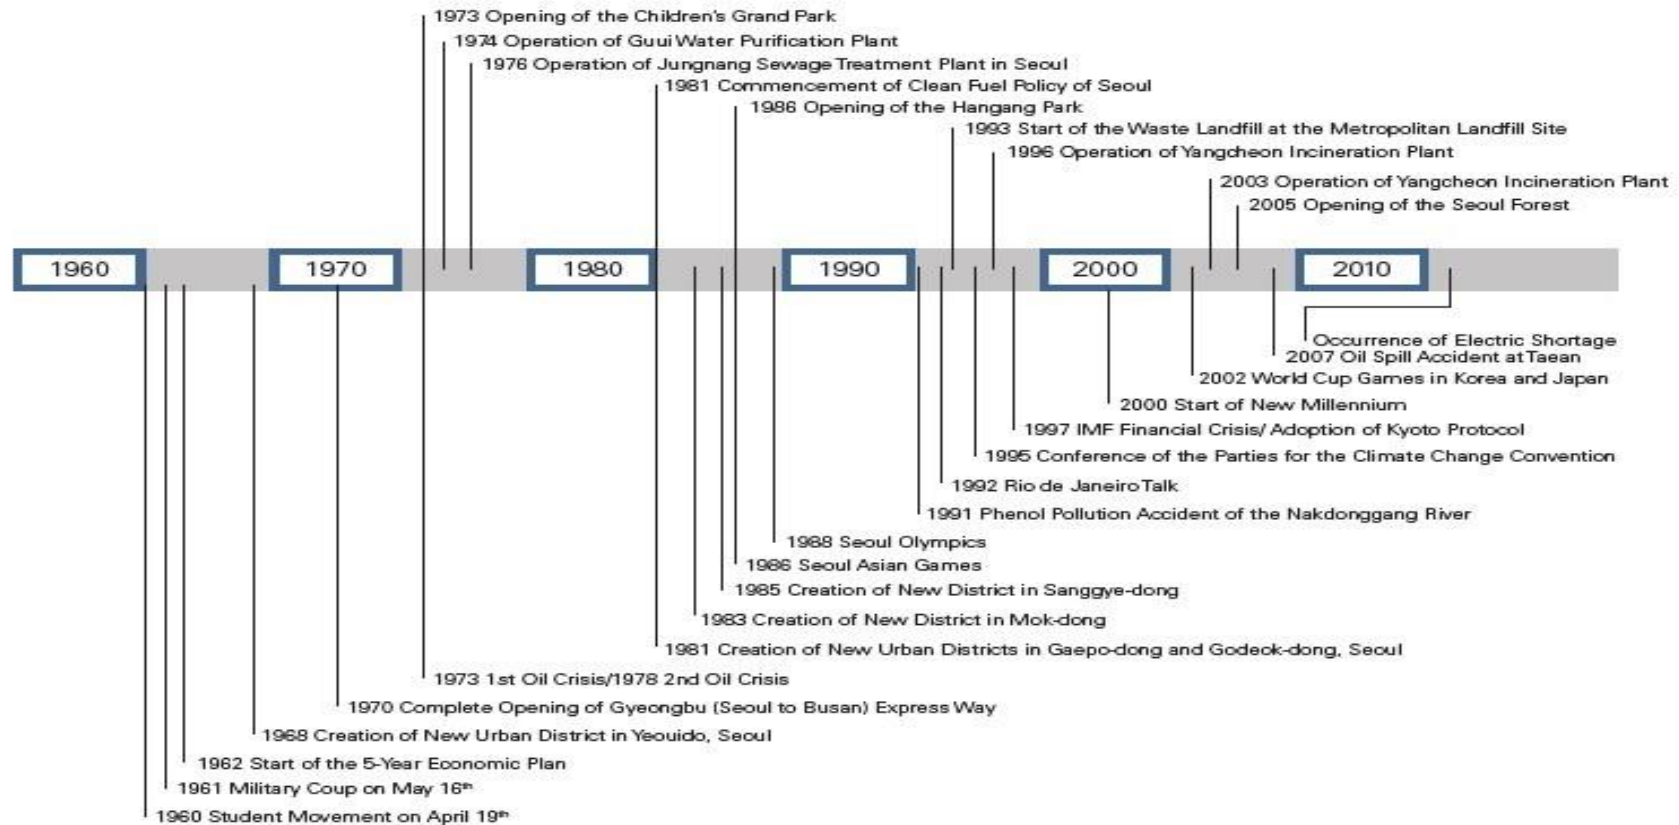 1973 Opening of the Children's Grand Park
1974 Operation of Guui Water Purification Plant
1976 Operation of Jungnang Sewage Treatment Plant in Seoul
1981 Commencement of Clean Fuel Policy of Seoul
1986 Opening of the Hangang Park
1993 Start of the Waste Landfill at the Metropolitan Landfill Site
1996 Operation of Yangcheon Incineration Plant
2003 Operation of Yangcheon Incineration Plant
2005 Opening of the Seoul Forest
1960 1970 1980 1990 2000 2010
Occurrence of Electric Shortage
2007 Oil Spill Accident at Taean
2002 World Cup Games in Korea and Japan
2000 Start of New Millennium
1997 IMF Financial Crisis/ Adoption of Kyoto Protocol
1995 Conference of the Parties for the Climate Change Convention
1992 Rio de Janeiro Talk
1991 Phenol Pollution Accident of the Nakdonggang River
1988 Seoul Olympics
1986 Seoul Asian Games
1985 Creation of New District in Sanggye-dong
1983 Creation of New District in Mok-dong
1981 Creation of New Urban Districts in Gaepo-dong and Godeok-dong, Seoul
1973 1st Oil Crisis/1978 2nd Oil Crisis
1970 Complete Opening of Gyeongbu (Seoul to Busan) Express Way
1968 Creation of New Urban District in Yeouido, Seoul
1962 Start of the 5-Year Economic Plan
1961 Military Coup on May 16th
1960 Student Movement on April 19th